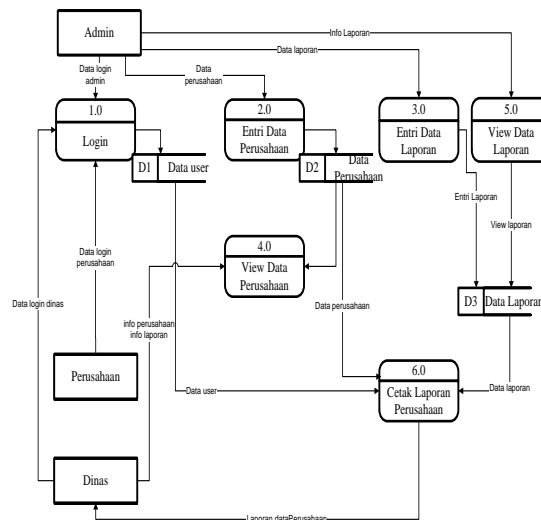 Admin
Info Laporan
Data laporan
Data login
admin
Data
perusahaan
1.0
Login
2.0
Entri Data
Perusahaan
3.0
Entri Data
Laporan
5.0
View Data
Laporan
D1
Data user
D2
Data
Perusahaan
Entri Laporan
View laporan
4.0
View Data
Perusahaan
Data login
perusahaan
Data login dinas
info perusahaan
info laporan
Data perusahaan
D3
Data Laporan
Perusahaan
Data user
6.0
Cetak Laporan
Perusahaan
Data laporan
Dinas
Laporan dataPerusahaan